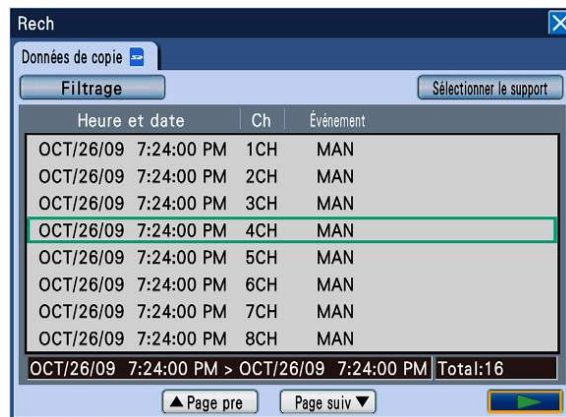 Rech
Données de copie
Filtrage Sélectionner le support
Heure et date Ch Événement
OCT/26/09 7:24:00 PM 1CH MAN
OCT/26/09 7:24:00 PM 2CH MAN
OCT/26/09 7:24:00 PM 3CH MAN
OCT/26/09 7:24:00 PM 4CH MAN
OCT/26/09 7:24:00 PM 5CH MAN
OCT/26/09 7:24:00 PM 6CH MAN
OCT/26/09 7:24:00 PM 7CH MAN
OCT/26/09 7:24:00 PM 8CH MAN
OCT/26/09 7:24:00 PM > OCT/26/09 7:24:00 PM Total:16
▲ Page pre Page suiv ▼